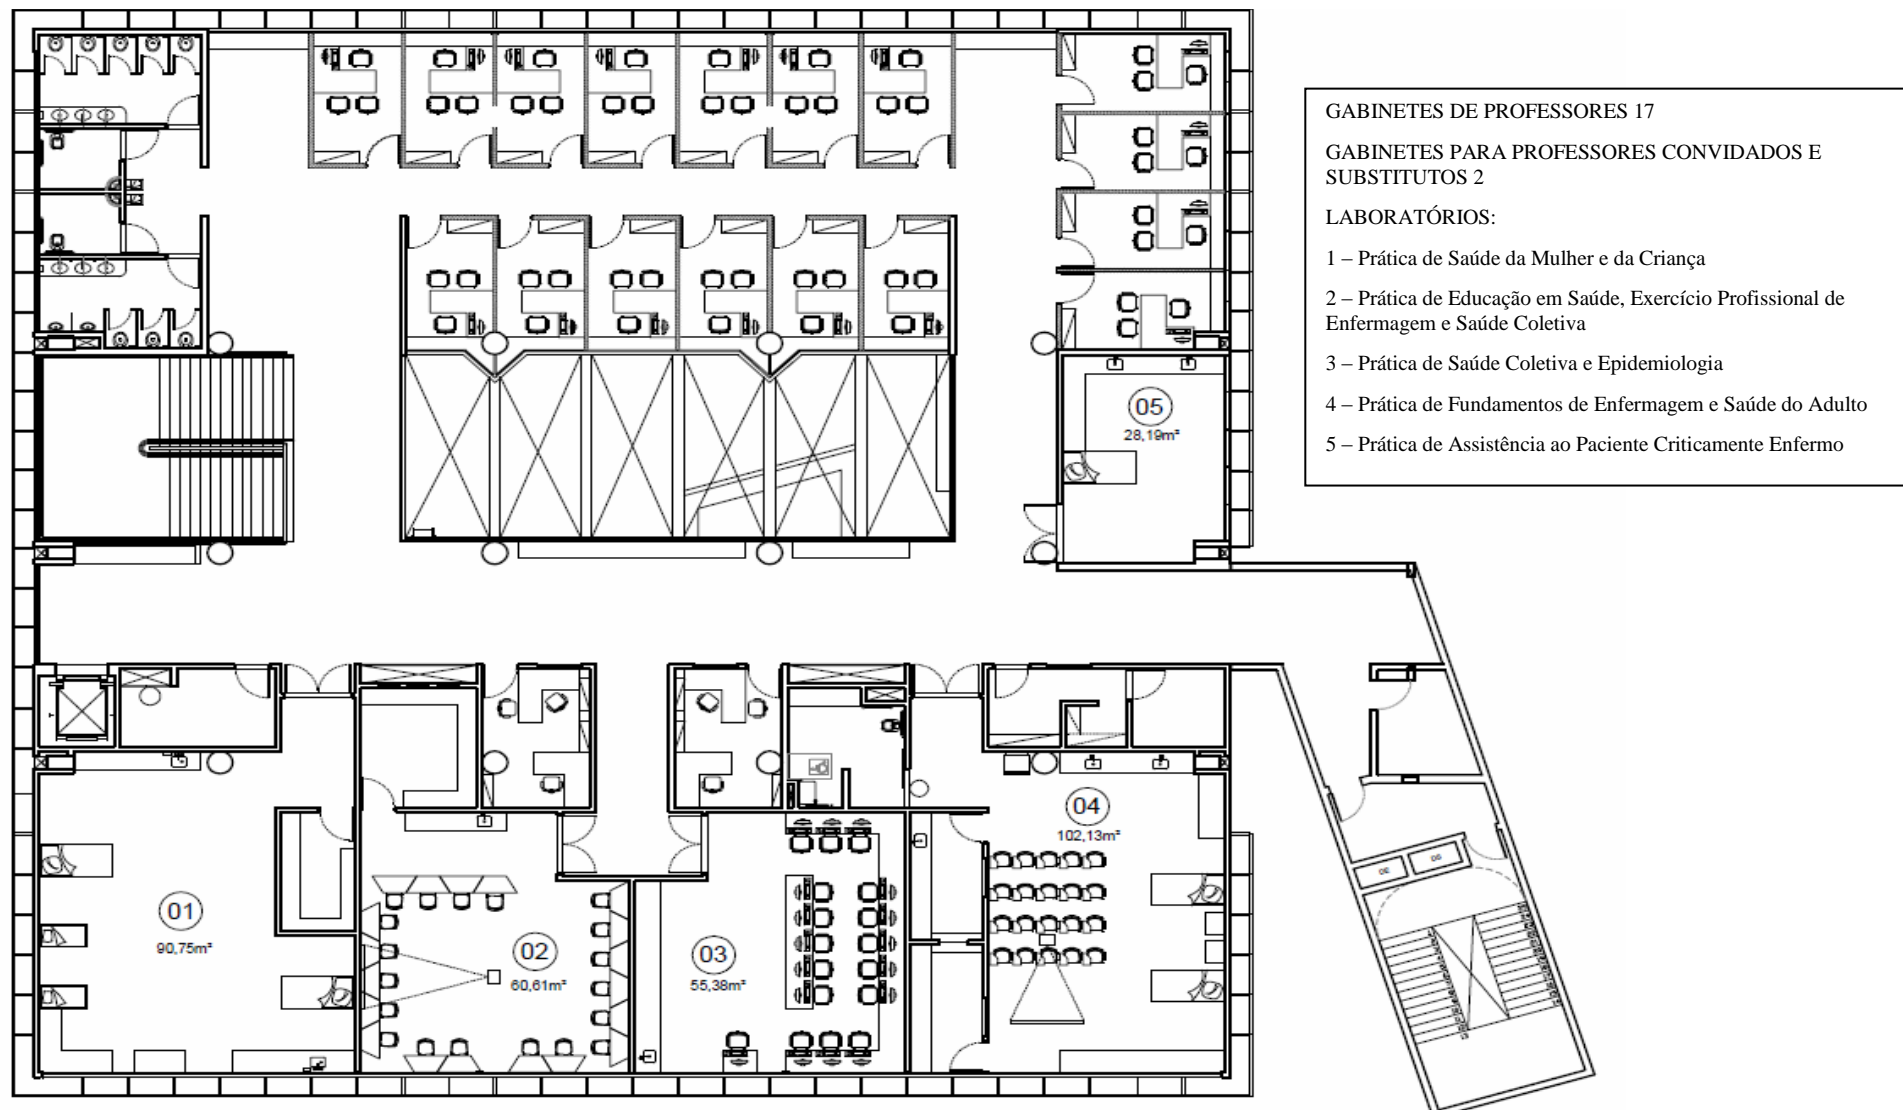 GABINETES DE PROFESSORES 17
GABINETES PARA PROFESSORES CONVIDADOS E
SUBSTITUTOS 2
LABORATÓRIOS:
1 – Prática de Saúde da Mulher e da Criança
2 – Prática de Educação em Saúde, Exercício Profissional de
Enfermagem e Saúde Coletiva
3 – Prática de Saúde Coletiva e Epidemiologia
4 – Prática de Fundamentos de Enfermagem e Saúde do Adulto
5 – Prática de Assistência ao Paciente Criticamente Enfermo
05
28,19m²
04
102,13m²
01
90,75m²
02
60,61m²
03
55,38m²